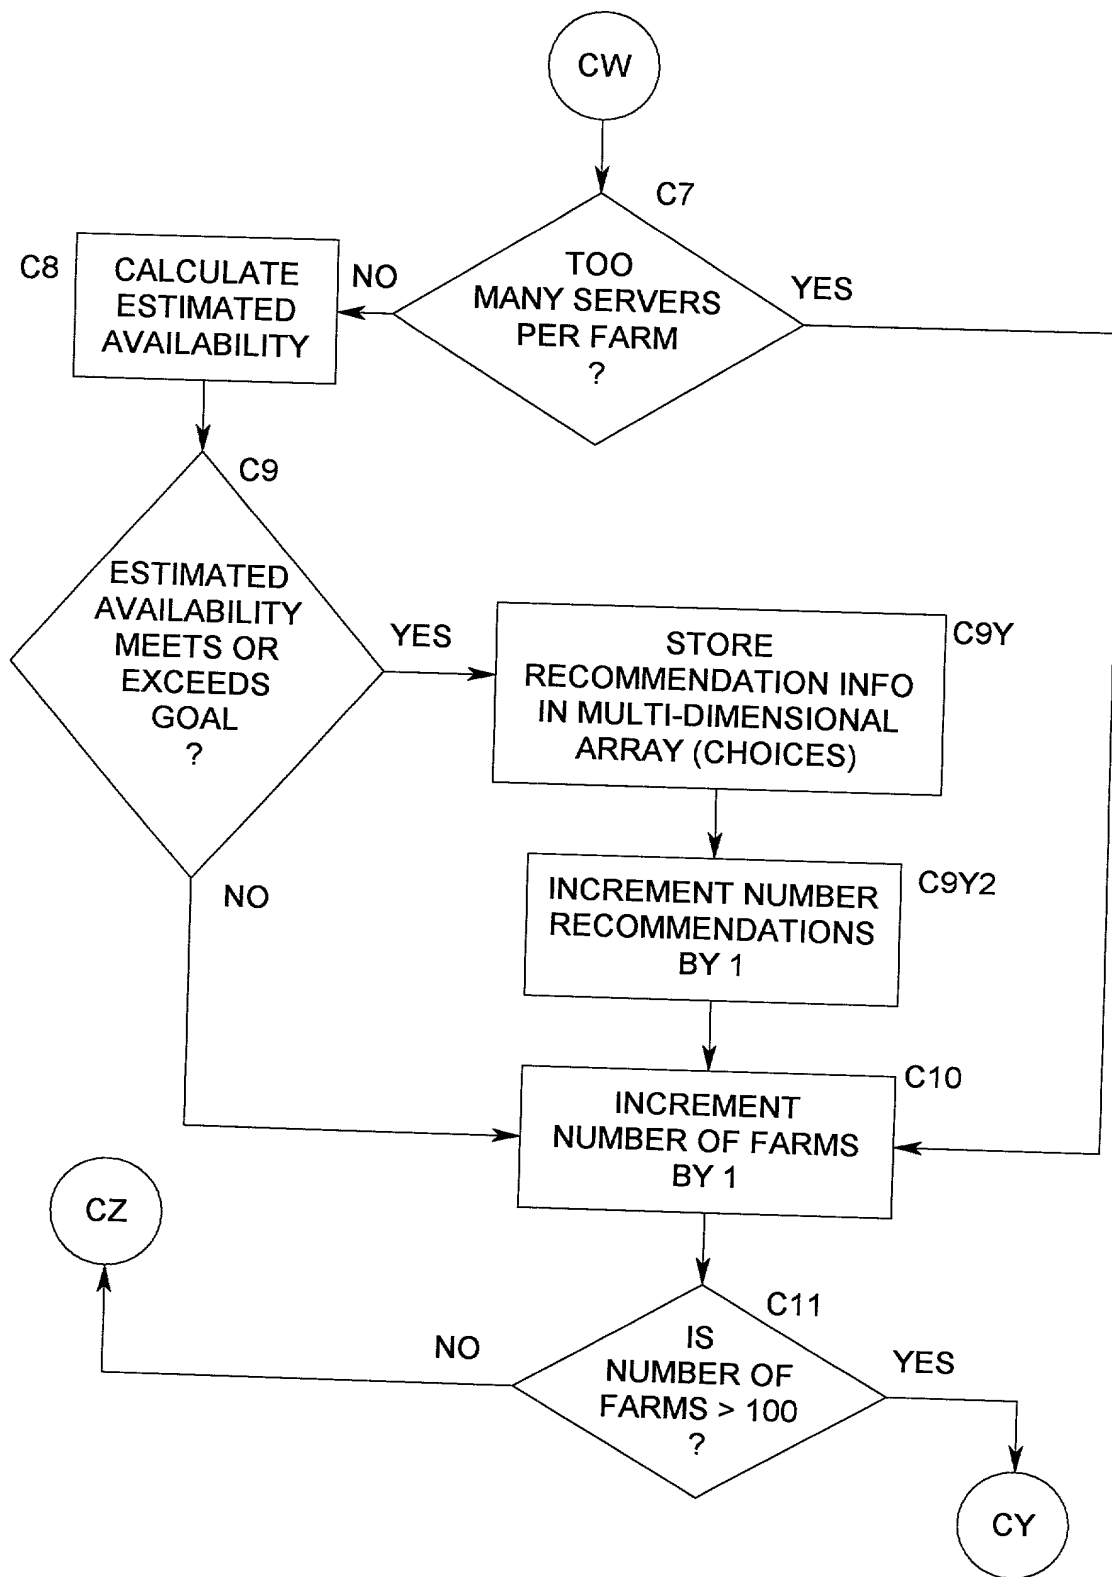 CW
C7
TOO
MANY SERVERS
PER FARM
?
YES
NO
C8
CALCULATE
ESTIMATED
AVAILABILITY
C9
ESTIMATED
AVAILABILITY
MEETS OR
EXCEEDS
GOAL
?
YES
NO
C9Y
STORE
RECOMMENDATION INFO
IN MULTI-DIMENSIONAL
ARRAY (CHOICES)
C9Y2
INCREMENT NUMBER
RECOMMENDATIONS
BY 1
C10
INCREMENT
NUMBER OF FARMS
BY 1
CZ
C11
IS
NUMBER OF
FARMS > 100
?
NO
YES
CY